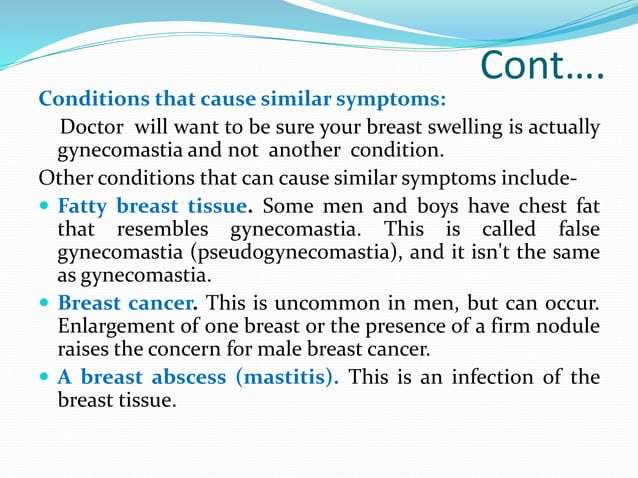 Cont....
Conditions that cause similar symptoms:
Doctor will want to be sure your breast swelling is actually
gynecomastia and not another condition.
Other conditions that can cause similar symptoms include-
Fatty breast tissue. Some men and boys have chest fat
that resembles gynecomastia. This is called false
gynecomastia (pseudogynecomastia), and it isn't the same
as gynecomastia.
Breast cancer. This is uncommon in men, but can occur.
Enlargement of one breast or the presence of a firm nodule
raises the concern for male breast cancer.
A breast abscess (mastitis). This is an infection of the
breast tissue.